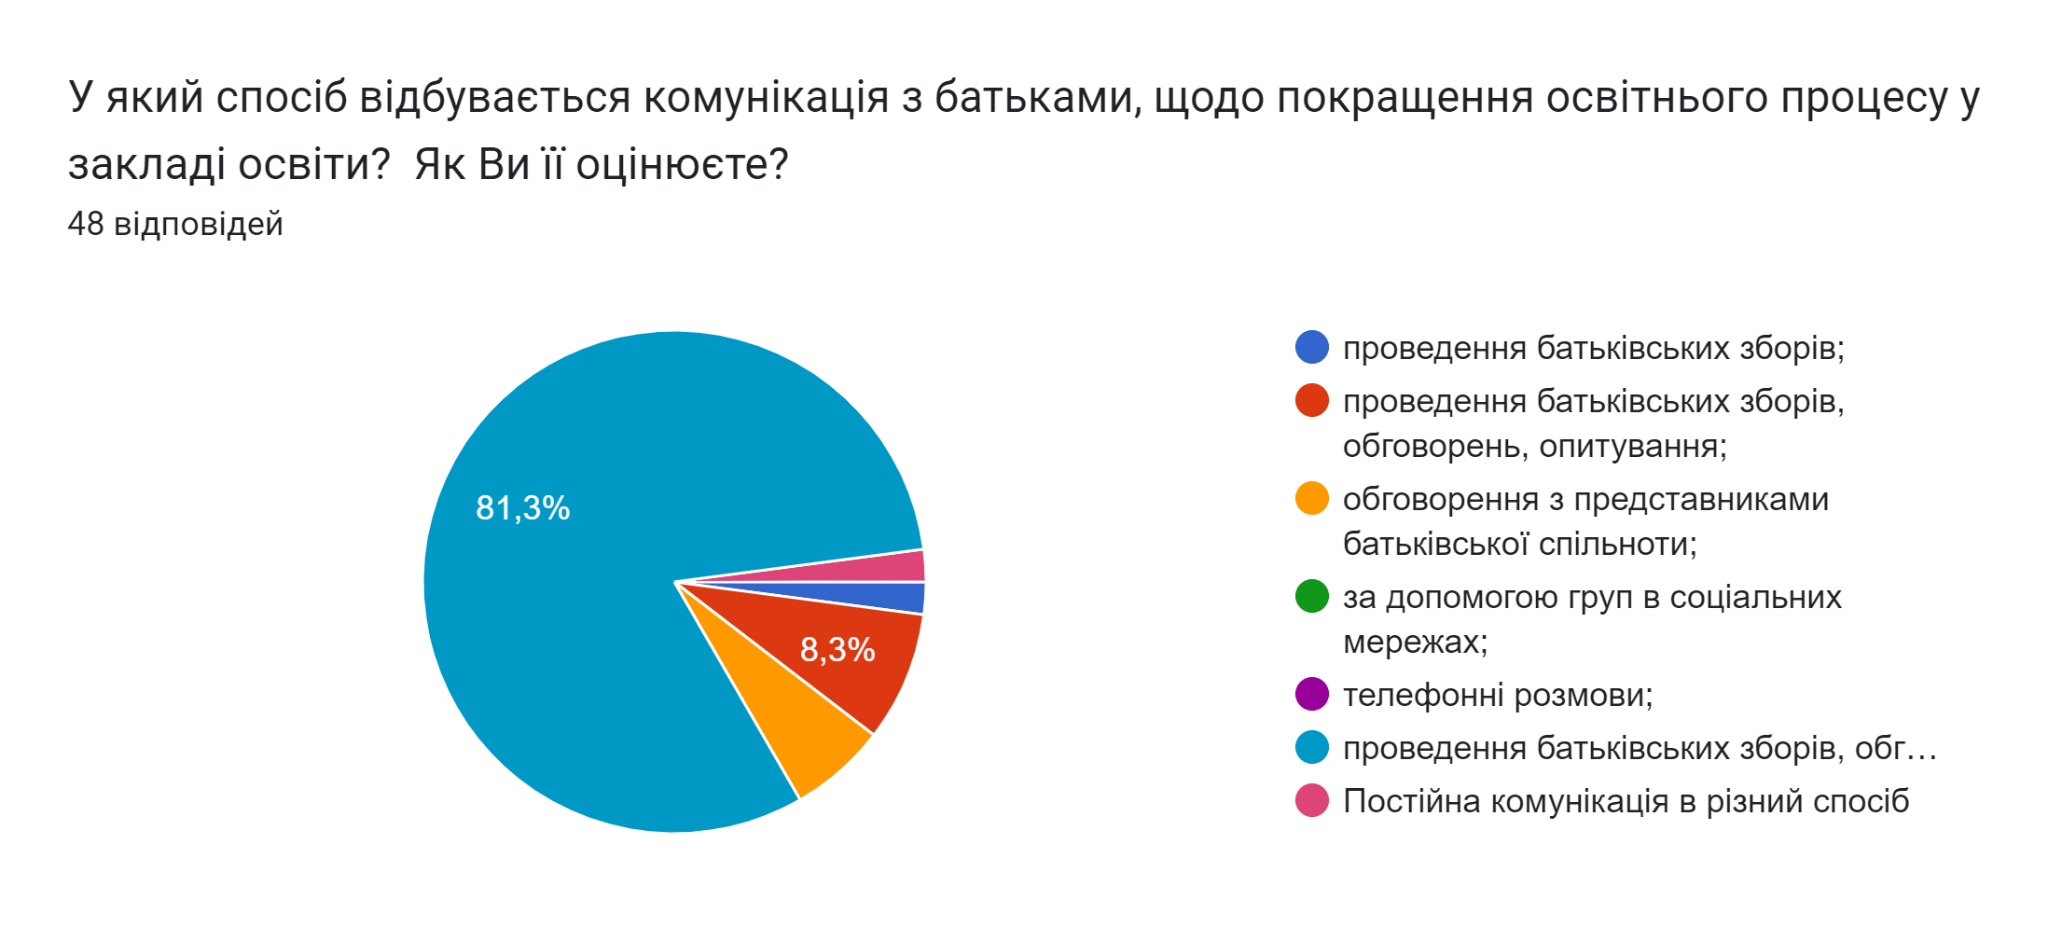 У який спосіб відбувається комунікація з батьками, щодо покращення освітнього процесу у
закладі освіти?  Як Ви її оцінюєте?
48 відповідей
81,3%
8,3%
проведення батьківських зборів;
проведення батьківських зборів,
обговорень, опитування;
обговорення з представниками
батьківської спільноти;
за допомогою груп в соціальних
мережах;
телефонні розмови;
проведення батьківських зборів, обг…
Постійна комунікація в різний спосіб